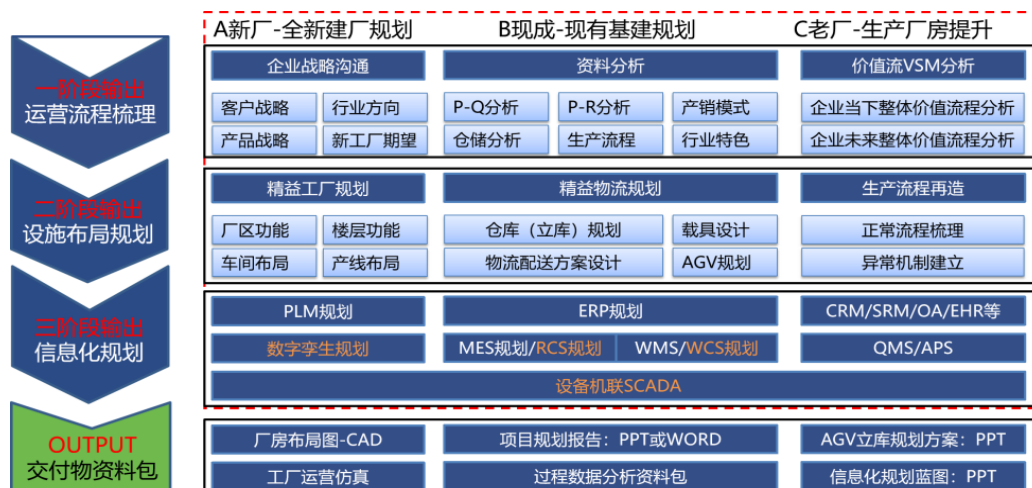 A新厂-全新建厂规划 B现成-现有基建规划 C老厂-生产厂房提升
一阶段输出
运营流程梳理
企业战略沟通 资料分析 价值流VSM分析
客户战略 行业方向 P-Q分析 P-R分析 产销模式 企业当下整体价值流程分析
产品战略 新工厂期望 仓储分析 生产流程 行业特色 企业未来整体价值流程分析
二阶段输出
设施布局规划
精益工厂规划 精益物流规划 生产流程再造
厂区功能 楼层功能 仓库（立库）规划 载具设计 正常流程梳理
车间布局 产线布局 物流配送方案设计 AGV规划 异常机制建立
三阶段输出
信息化规划
PLM规划 ERP规划 CRM/SRM/OA/EHR等
数字孪生规划 MES规划/RCS规划 WMS/WCS规划 QMS/APS
设备机联SCADA
OUTPUT
交付物资料包
厂房布局图-CAD 项目规划报告：PPT或WORD AGV立库规划方案：PPT
工厂运营仿真 过程数据分析资料包 信息化规划蓝图：PPT